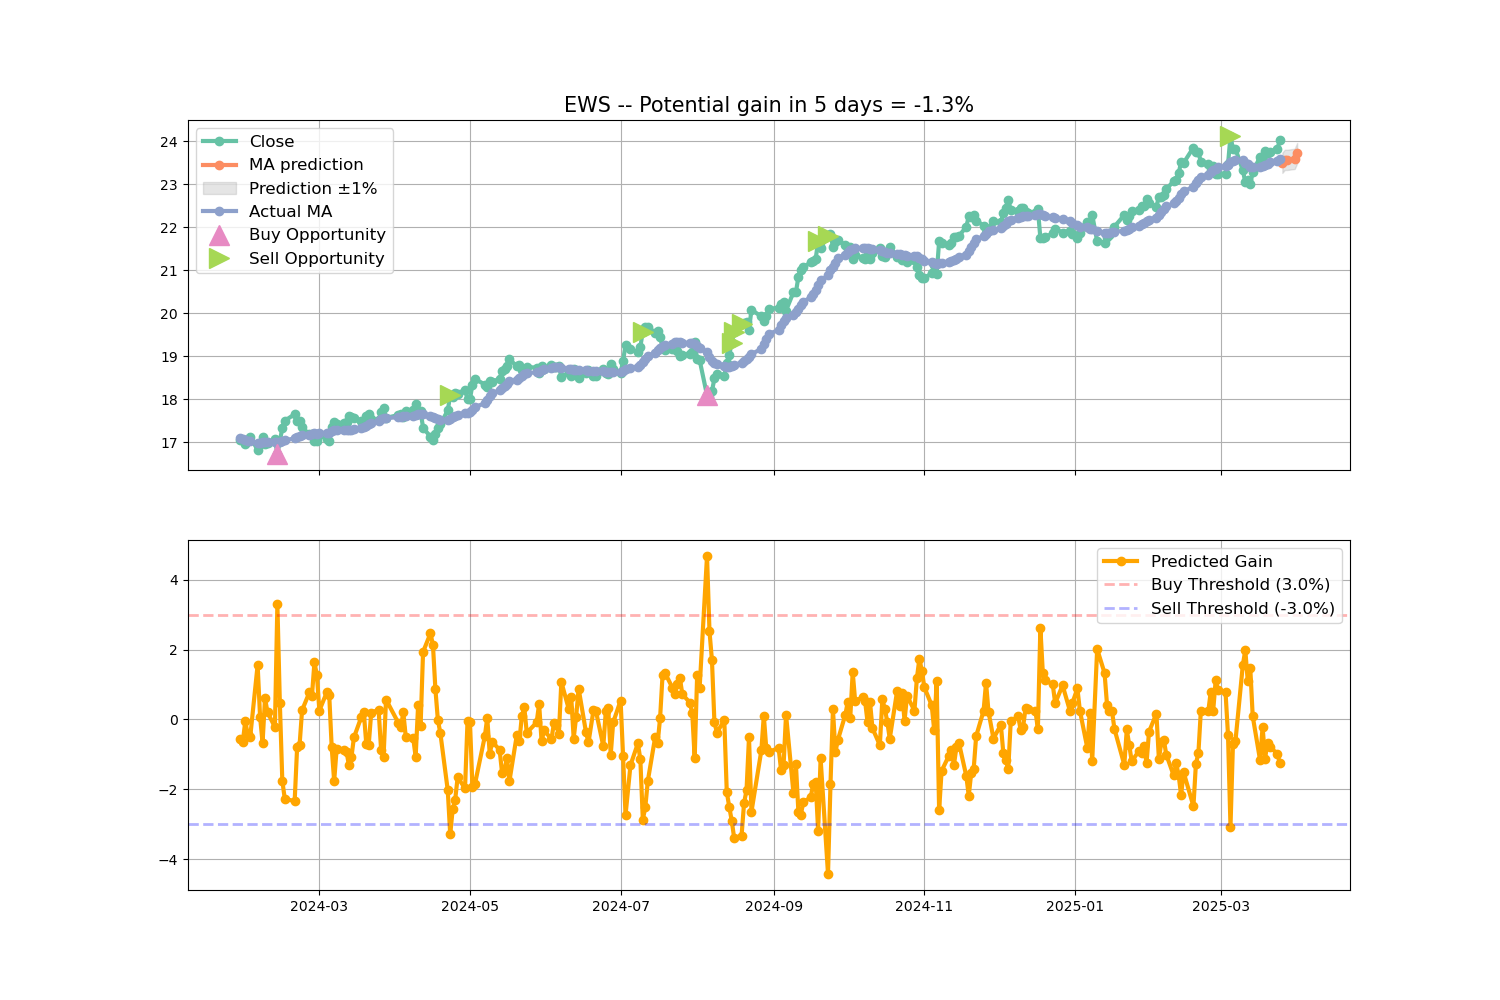 EWS -- Potential gain in 5 days = -1.3%
24
23
22
21
20
19
18
17
Close
MA prediction
Prediction ±1%
Actual MA
Buy Opportunity
Sell Opportunity
4
2
0
−2
−4
Predicted Gain
Buy Threshold (3.0%)
Sell Threshold (-3.0%)
2024-03 2024-05 2024-07 2024-09 2024-11 2025-01 2025-03